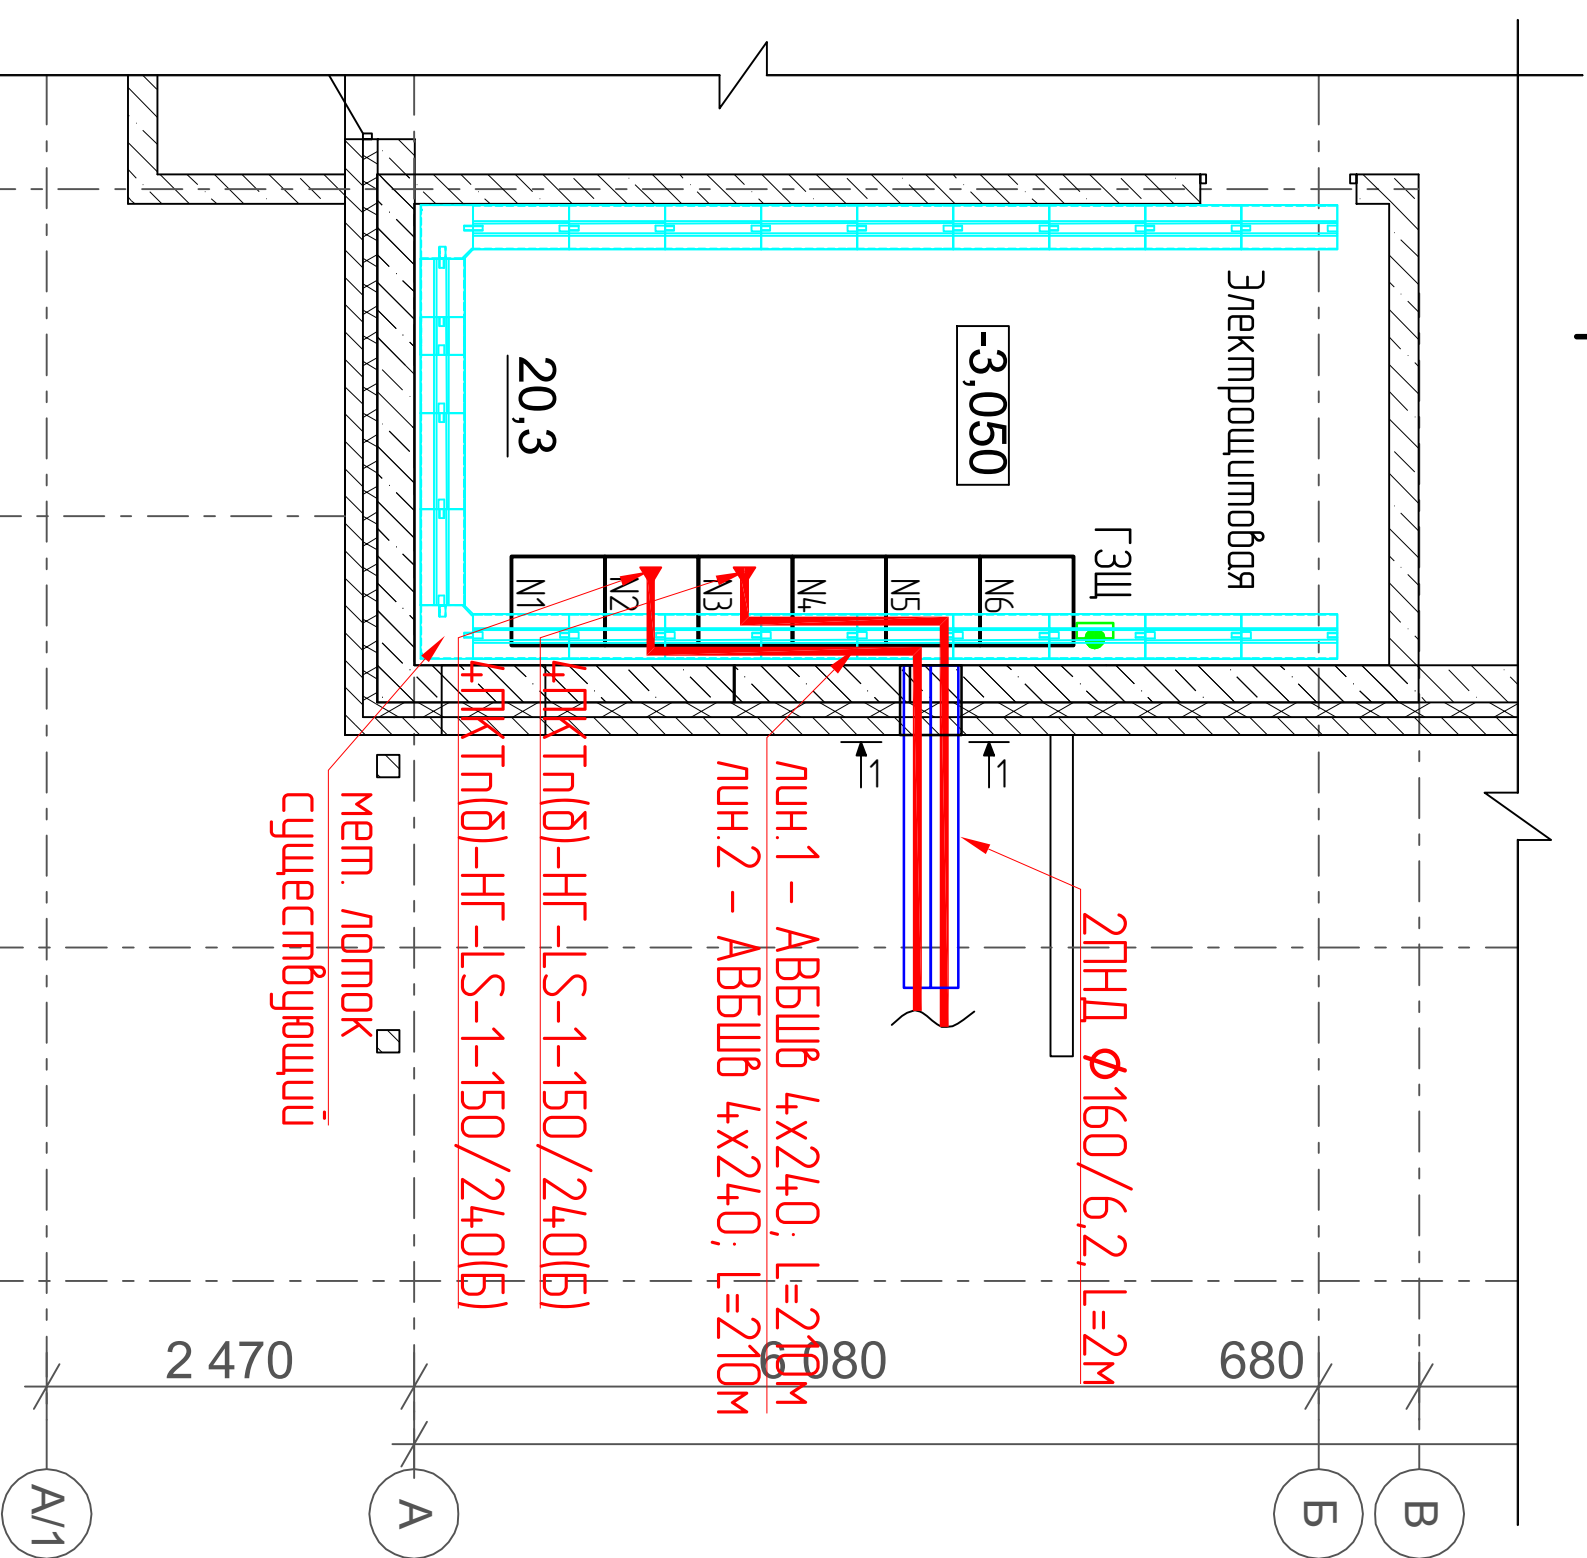 Электрощитовая
-3,050
20,3
ГЗШ
N6
N5
N4
N3
N2
N1
1
1
2ПНД Ф160/6,2, L=2м
лин.1 - АВБШв 4х240; L=210м
лин.2 - АВБШв 4х240; L=210м
4ПКТп(б)-НГ-LS-1-150/240(Б)
4ПКТп(б)-НГ-LS-1-150/240(Б)
мет. лоток
существующий
2 470
6 080
680
А/1
А
Б
В